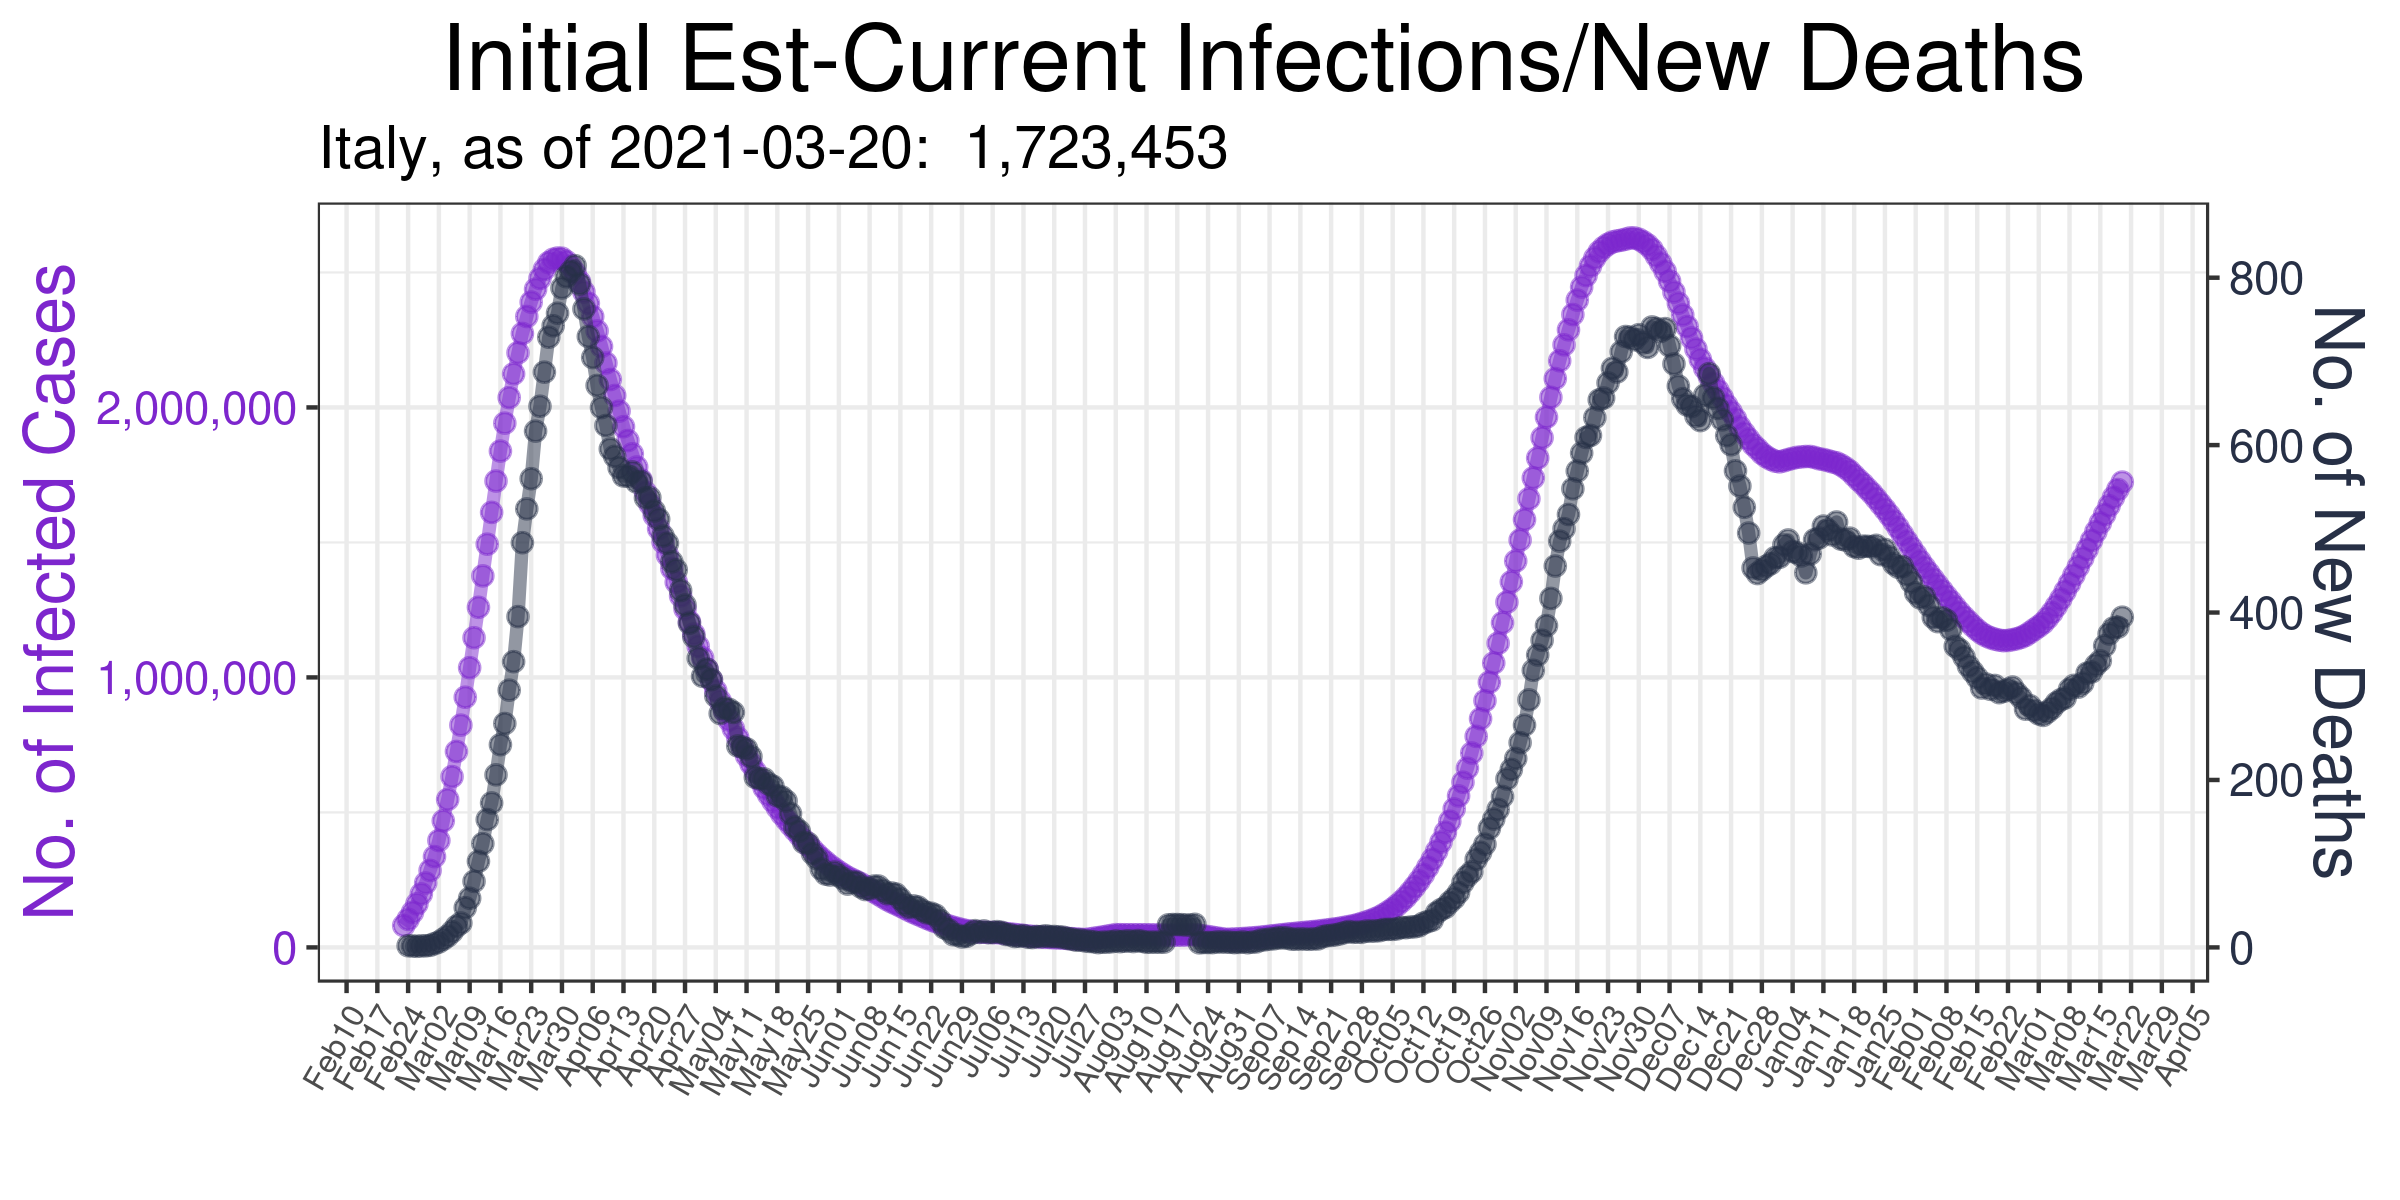 Initial Est-Current Infections/New Deaths
Italy, as of 2021-03-20:  1,723,453
No. of Infected Cases
2,000,000
1,000,000
0
800
600
400
200
0
No. of New Deaths
Feb10
Feb17
Feb24
Mar02
Mar09
Mar16
Mar23
Mar30
Apr06
Apr13
Apr20
Apr27
May04
May11
May18
May25
Jun01
Jun08
Jun15
Jun22
Jun29
Jul06
Jul13
Jul20
Jul27
Aug03
Aug10
Aug17
Aug24
Aug31
Sep07
Sep14
Sep21
Sep28
Oct05
Oct12
Oct19
Oct26
Nov02
Nov09
Nov16
Nov23
Nov30
Dec07
Dec14
Dec21
Dec28
Jan04
Jan11
Jan18
Jan25
Feb01
Feb08
Feb15
Feb22
Mar01
Mar08
Mar15
Mar22
Mar29
Apr05